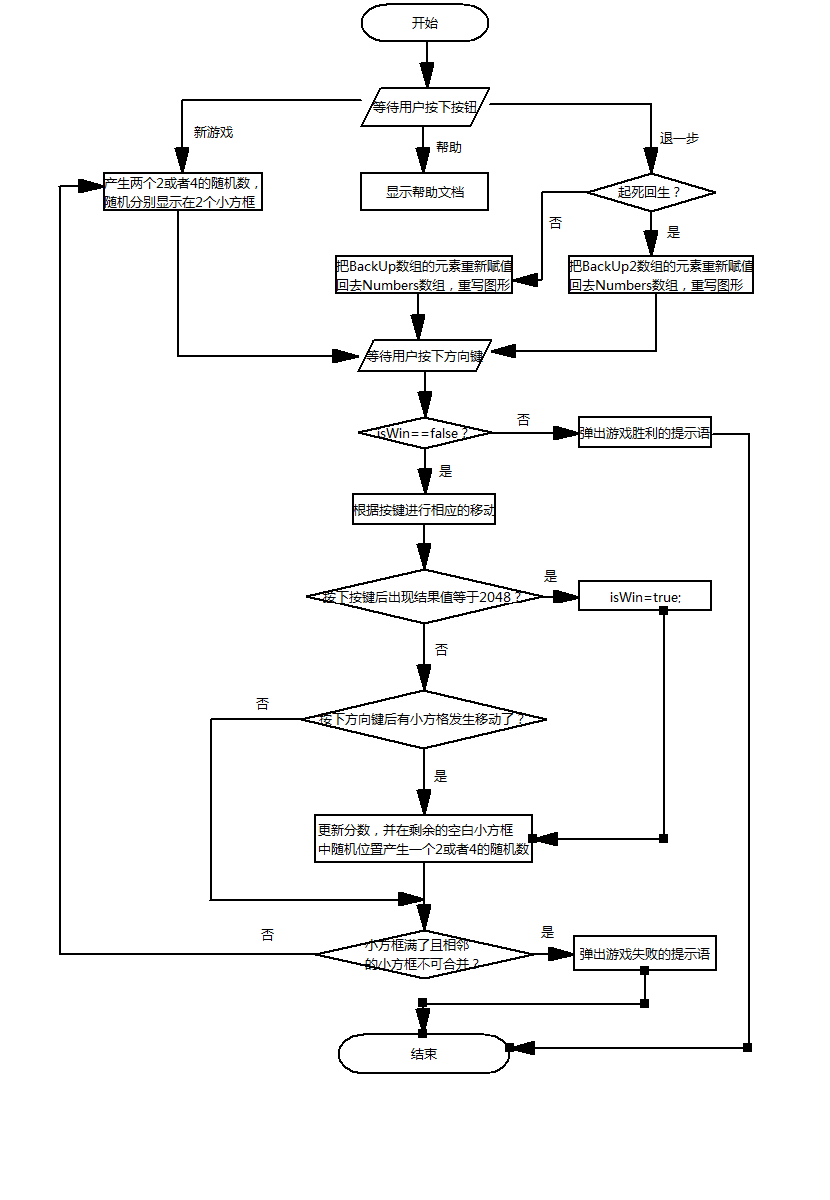 开始
等待用户按下按钮
新游戏
帮助
退一步
产生两个2或者4的随机数，
随机分别显示在2个小方框
显示帮助文档
起死回生？
否
是
把BackUp数组的元素重新赋值
回去Numbers数组，重写图形
把BackUp2数组的元素重新赋值
回去Numbers数组，重写图形
等待用户按下方向键
isWin==false？
否
弹出游戏胜利的提示语
是
根据按键进行相应的移动
按下按键后出现结果值等于2048？
是
isWin=true;
否
按下方向键后有小方格发生移动了？
否
是
更新分数，并在剩余的空白小方框
中随机位置产生一个2或者4的随机数
小方框满了且相邻
的小方框不可合并？
否
是
弹出游戏失败的提示语
结束